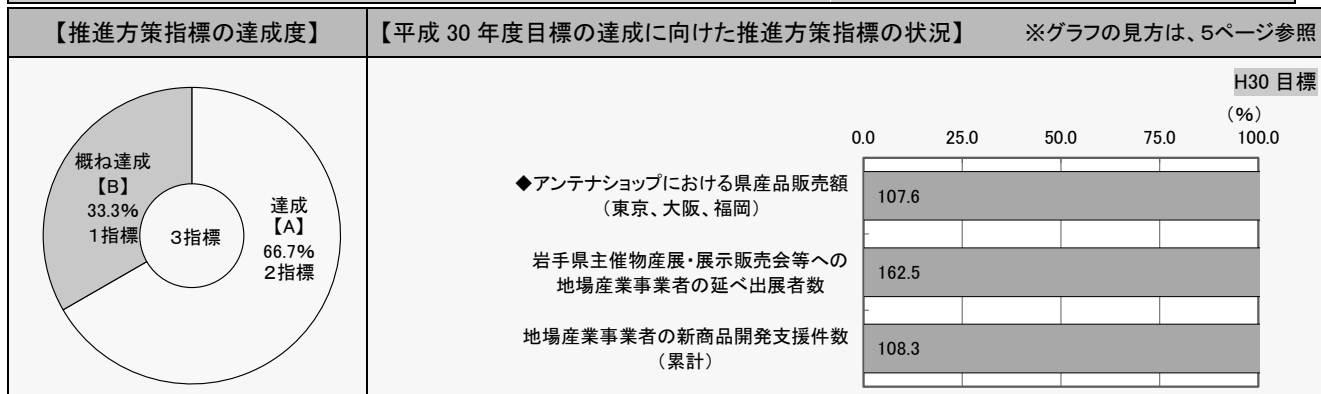 【推進方策指標の達成度】
【平成 30 年度目標の達成に向けた推進方策指標の状況】 ※グラフの見方は、5ページ参照
概ね達成
【B】
33.3%
1指標
3指標
達成
【A】
66.7%
2指標
H30 目標
(%)
0.0 25.0 50.0 75.0 100.0
◆アンテナショップにおける県産品販売額
(東京、大阪、福岡)
107.6
岩手県主催物産展・展示販売会等への
地場産業事業者の延べ出展者数
162.5
地場産業事業者の新商品開発支援件数
(累計)
108.3